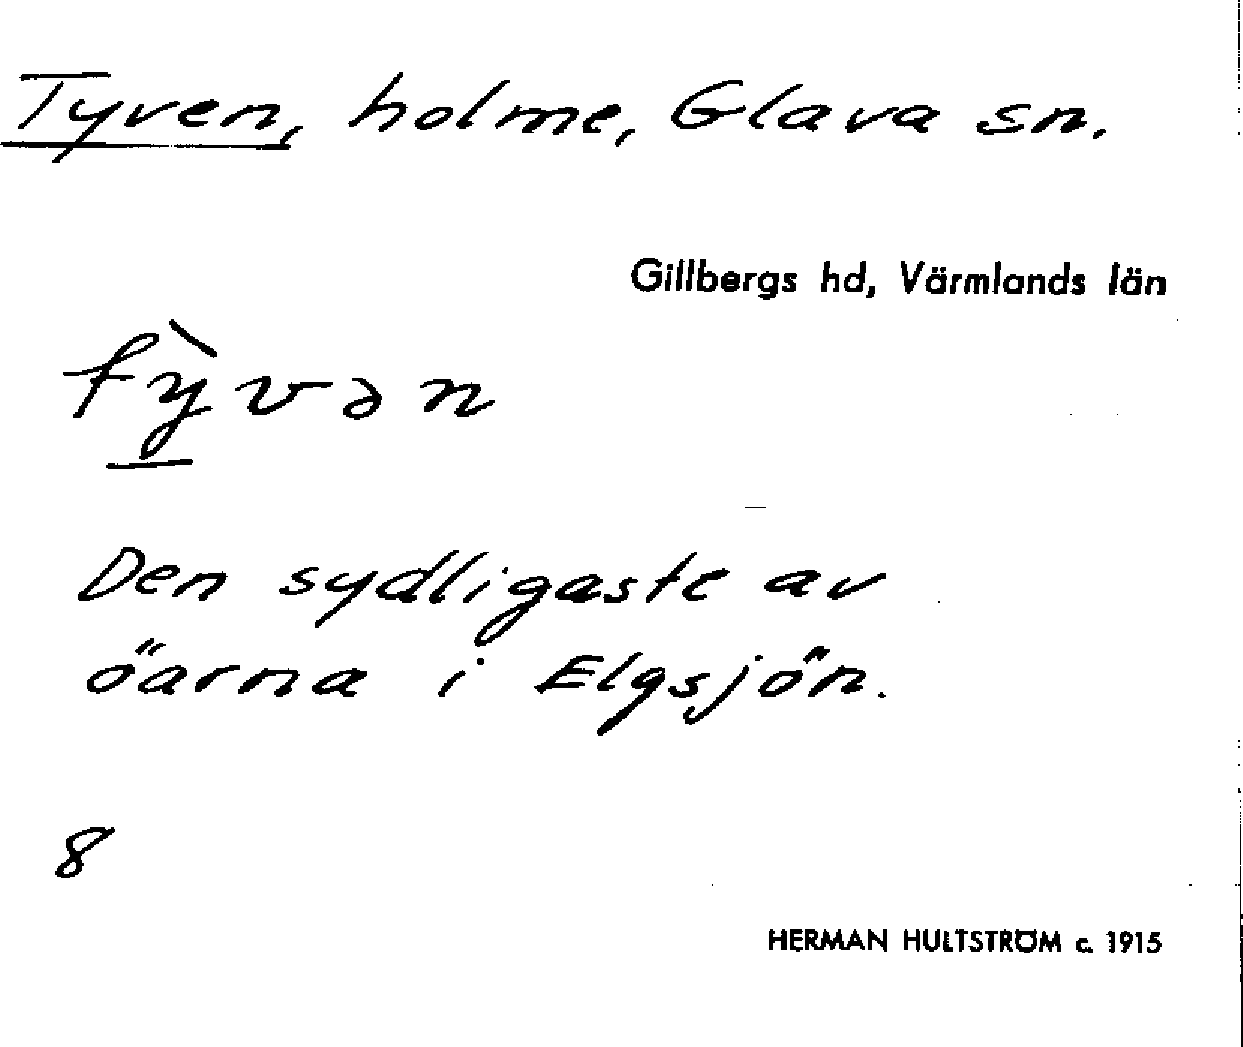 Tyven, holme, Glava sn.
Gillbergs hd, Värmlands län
tỳvən
Den sydligaste av
öarna i Elgsjön.
8
HERMAN HULTSTRÖM c. 1915